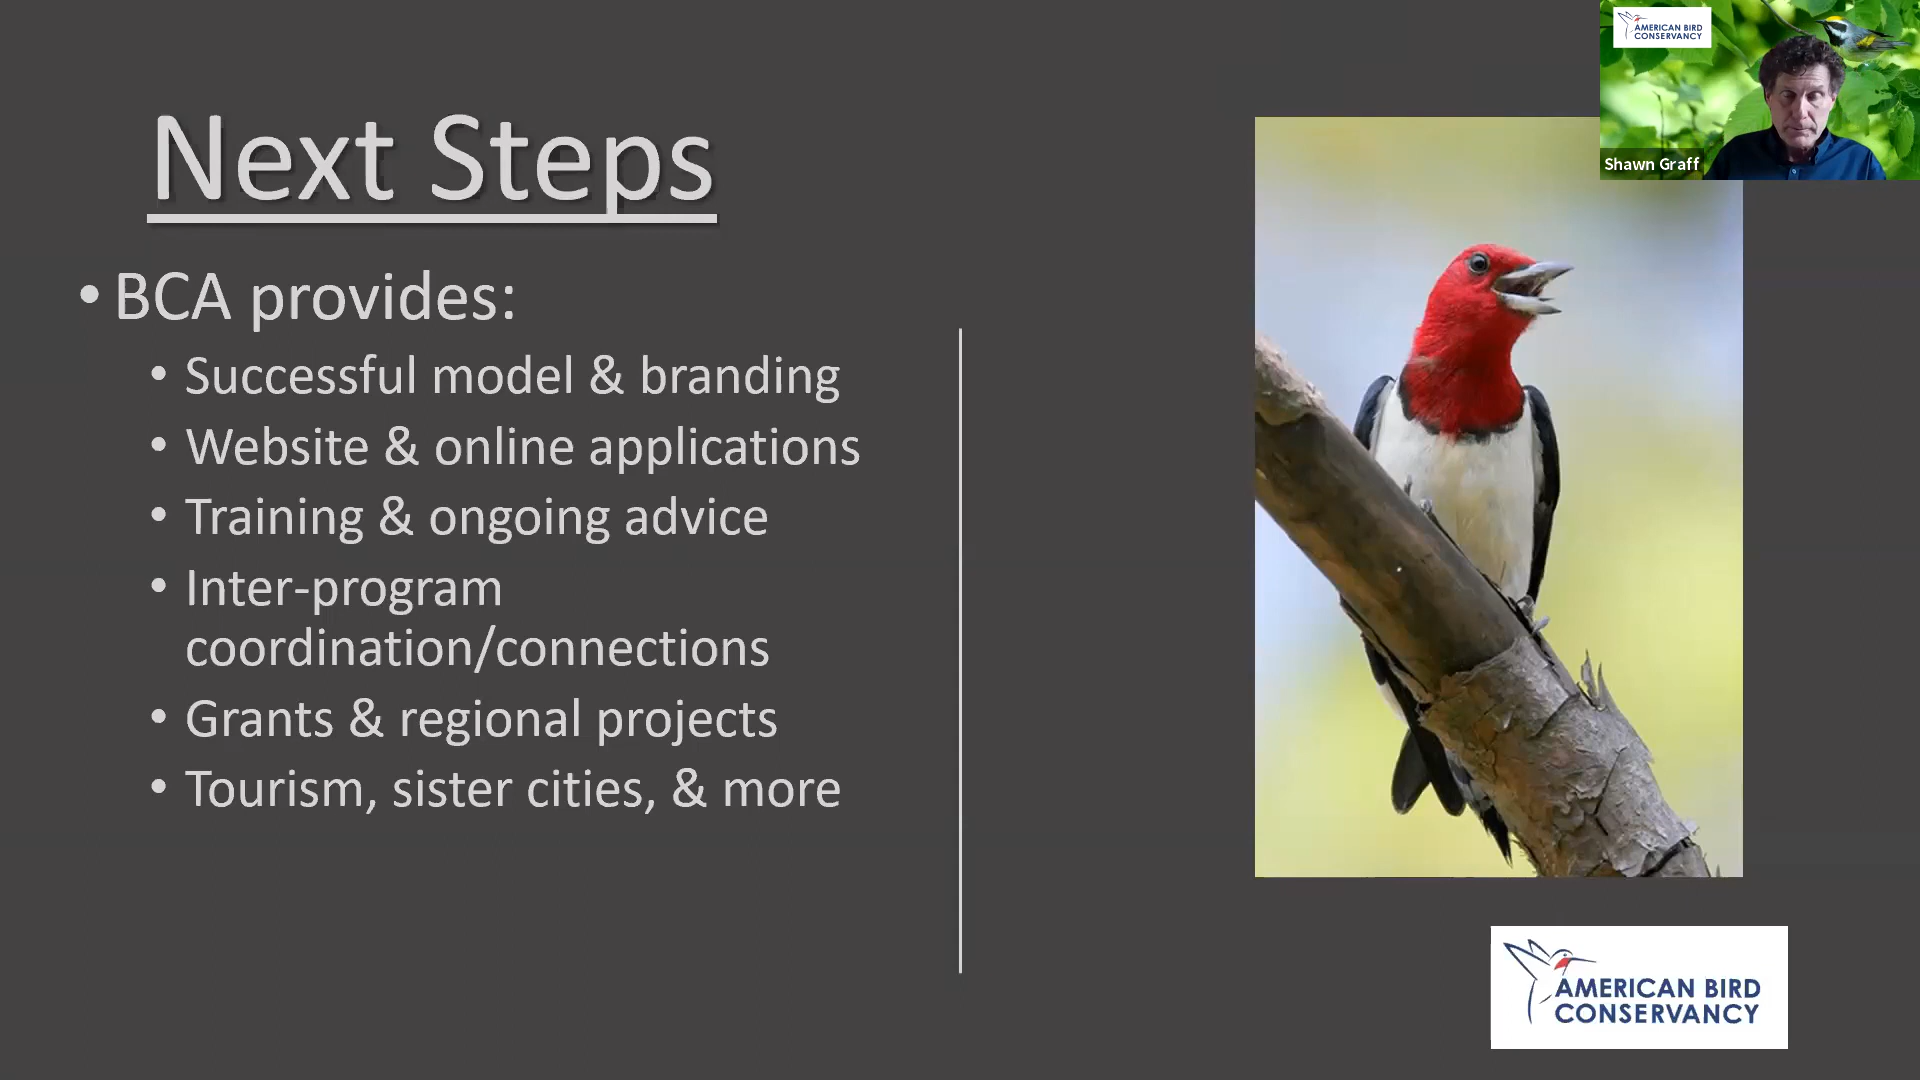 Next Steps
• BCA provides:
• Successful model & branding
• Website & online applications
• Training & ongoing advice
• Inter-program
coordination/connections
• Grants & regional projects
• Tourism, sister cities, & more
AMERICAN BIRD
CONSERVANCY
Shawn Graff
AMERICAN BIRD
CONSERVANCY